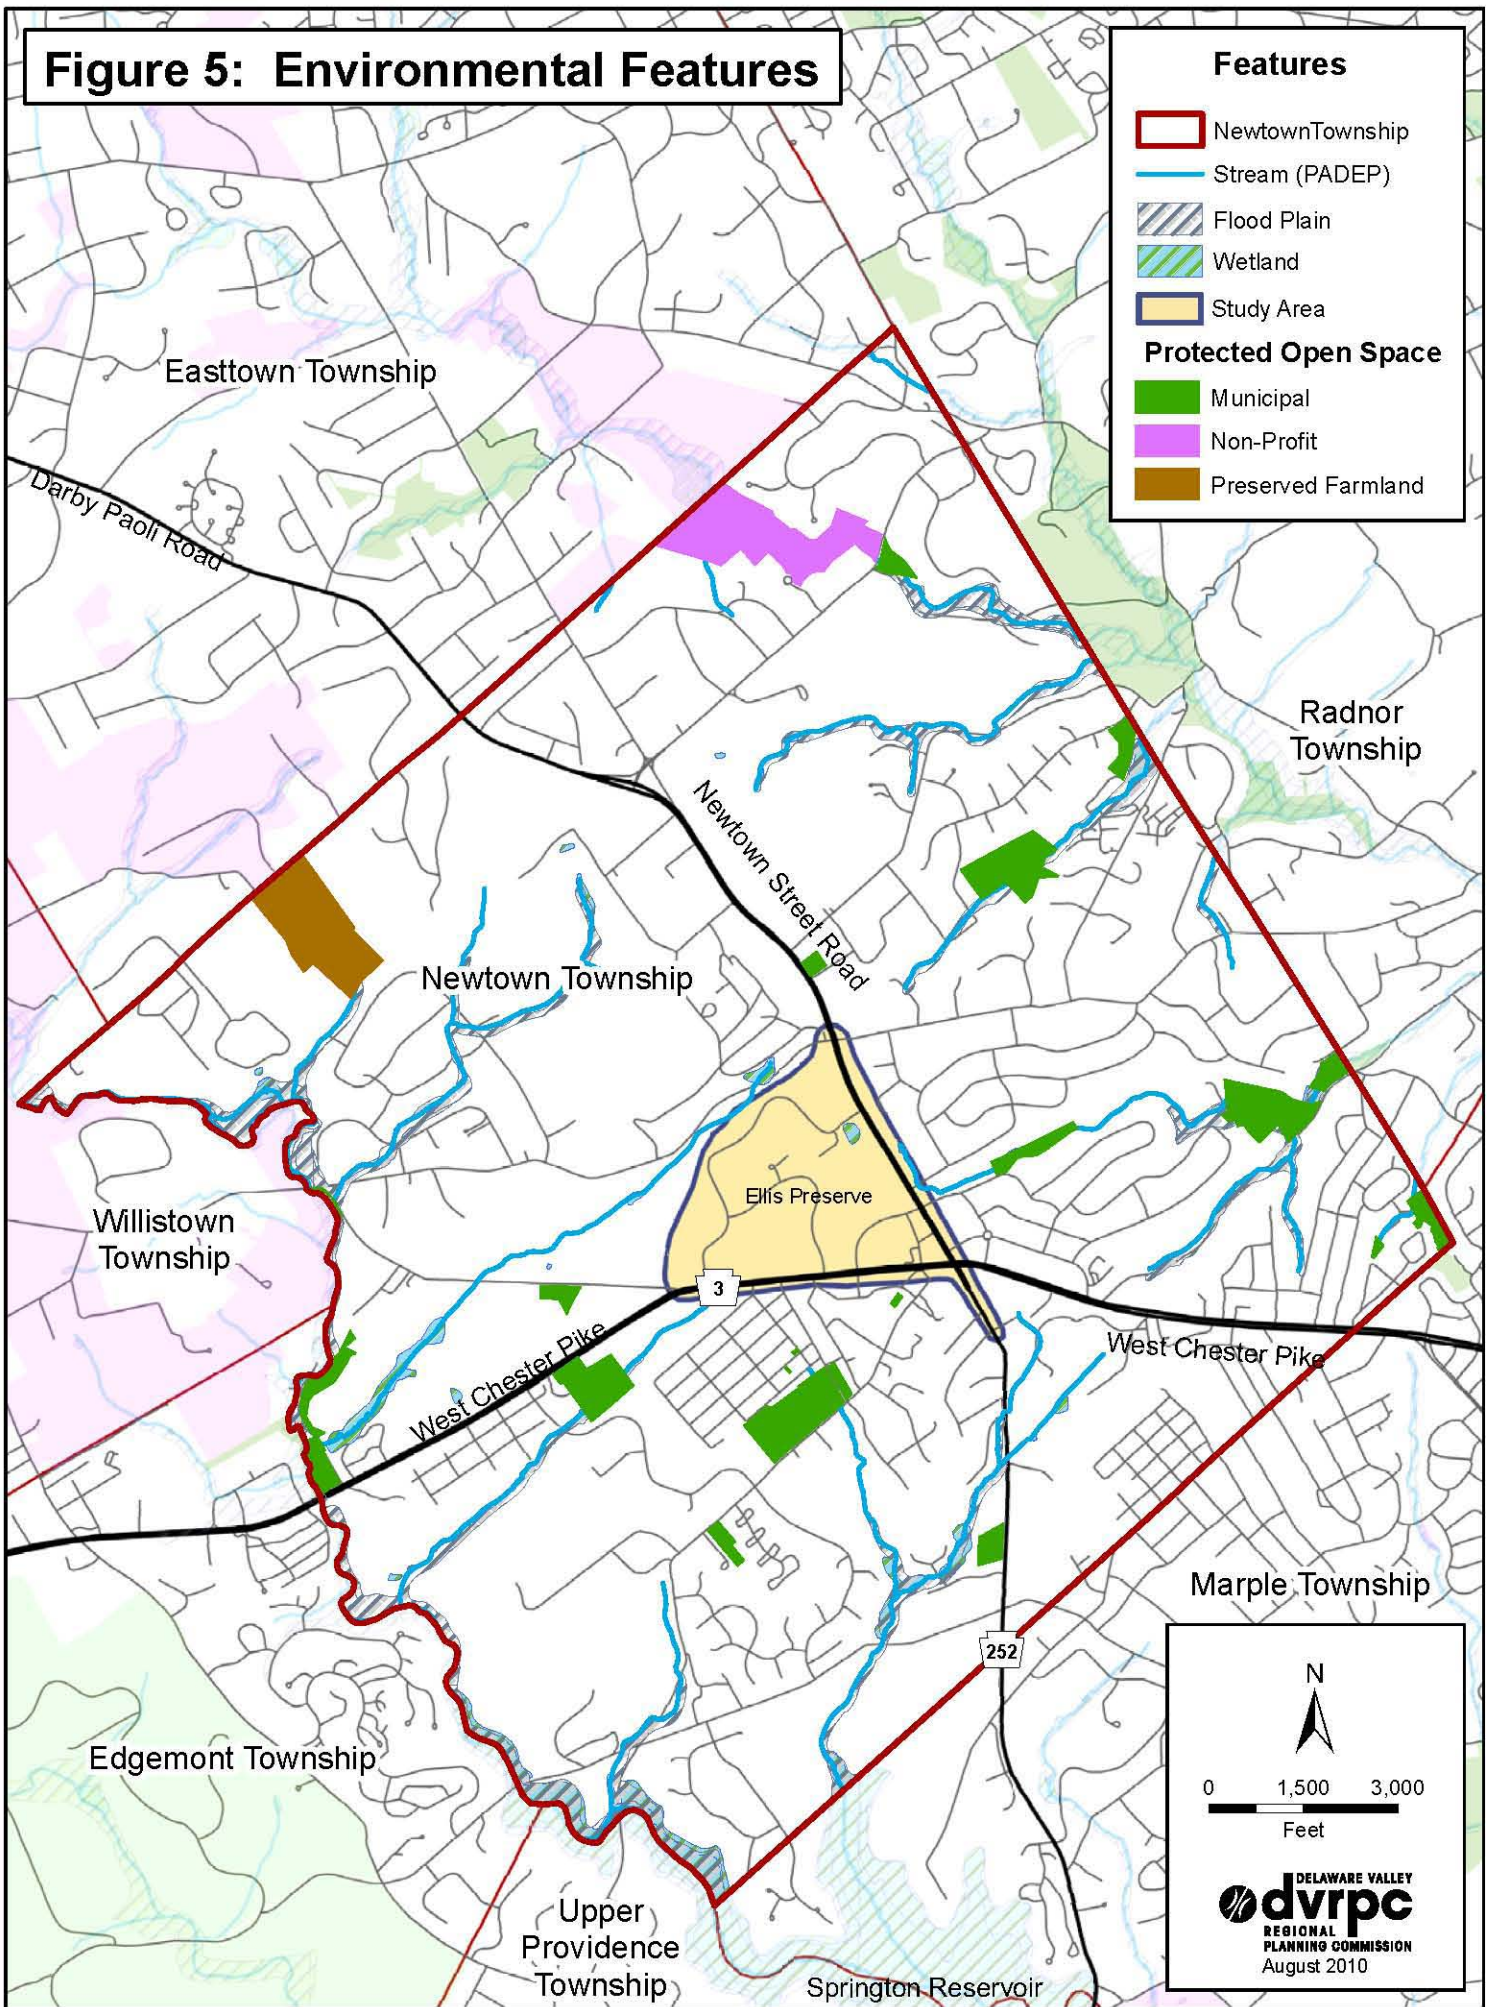 Figure 5: Environmental Features
Features
NewtownTownship
Stream (PADEP)
Flood Plain
Wetland
Study Area
Protected Open Space
Municipal
Non-Profit
Preserved Farmland
Easttown Township
Darby Paoli Road
Radnor
Township
Newtown Street Road
Newtown Township
Ellis Preserve
Willistown
Township
3
West Chester Pike
West Chester Pike
Marple Township
252
Edgemont Township
Upper
Providence
Township
Springton Reservoir
N
0 1,500 3,000
Feet
DELAWARE VALLEY
dvrpc
REGIONAL
PLANNING COMMISSION
August 2010